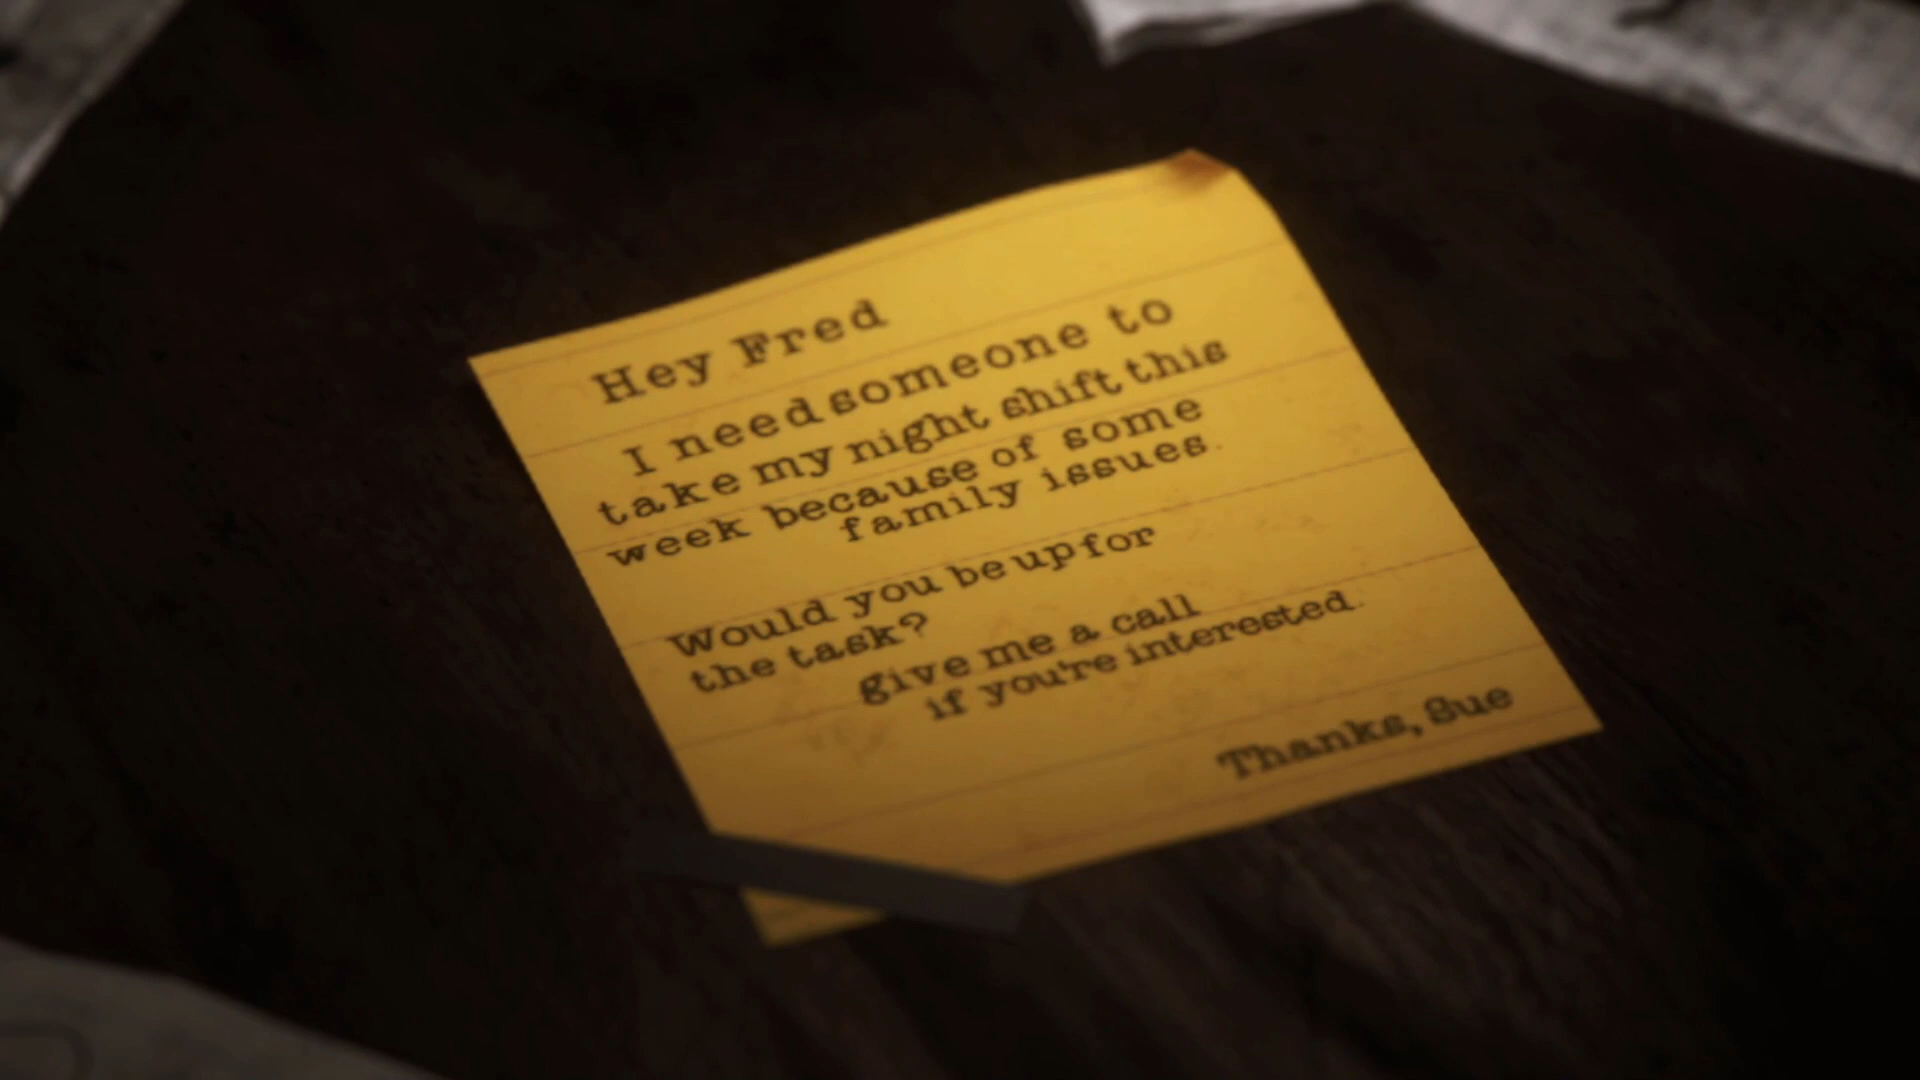 Hey Fred
I need someone to
take my night shift this
week because of some
family issues.
Would you be up for
the task?
give me a call
if you're interested.
Thanks, Sue